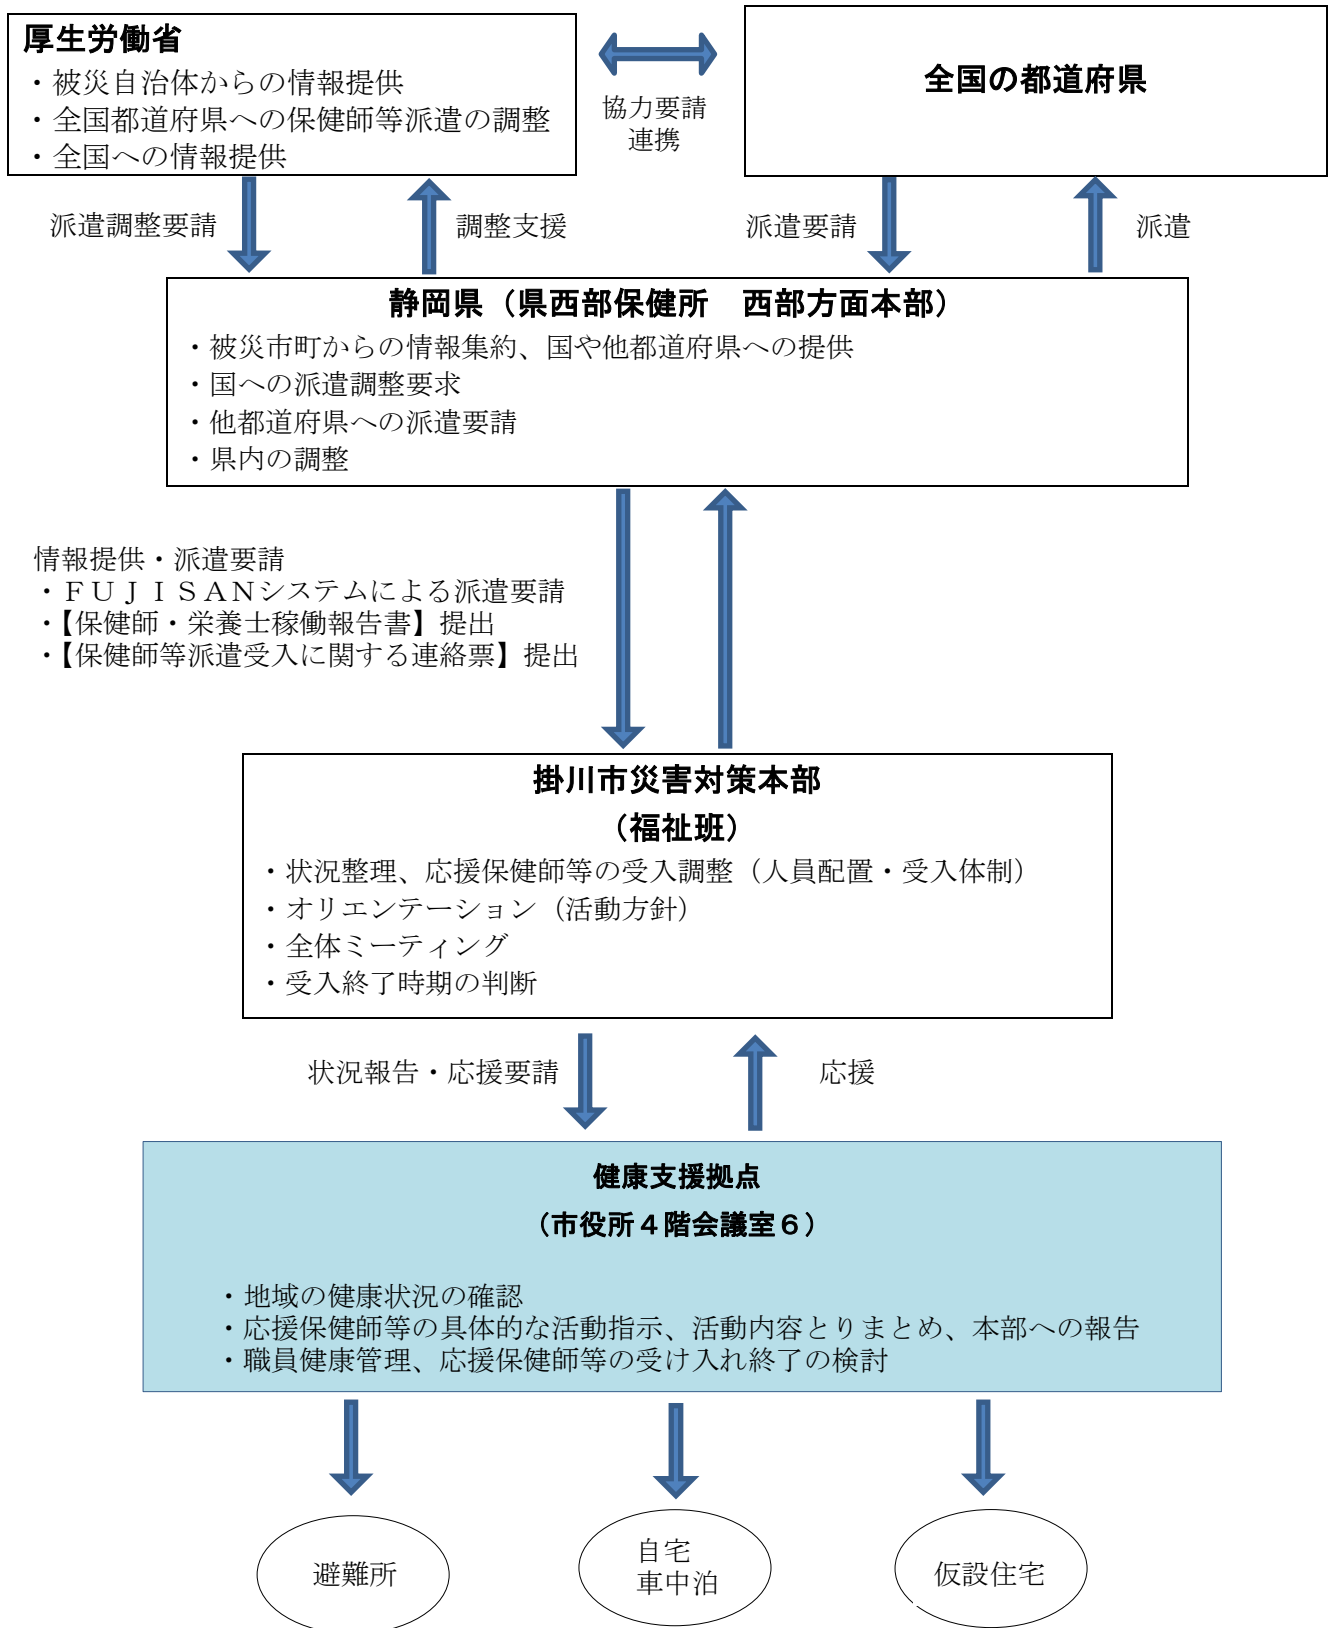 厚生労働省
・被災自治体からの情報提供
・全国都道府県への保健師等派遣の調整
・全国への情報提供
協力要請
連携
全国の都道府県
派遣調整要請
調整支援
派遣要請
派遣
静岡県（県西部保健所　西部方面本部）
・被災市町からの情報集約、国や他都道府県への提供
・国への派遣調整要求
・他都道府県への派遣要請
・県内の調整
情報提供・派遣要請
・ＦＵＪＩＳＡＮシステムによる派遣要請
・【保健師・栄養士稼働報告書】提出
・【保健師等派遣受入に関する連絡票】提出
掛川市災害対策本部
（福祉班）
・状況整理、応援保健師等の受入調整（人員配置・受入体制）
・オリエンテーション（活動方針）
・全体ミーティング
・受入終了時期の判断
状況報告・応援要請
応援
健康支援拠点
（市役所４階会議室６）
・地域の健康状況の確認
・応援保健師等の具体的な活動指示、活動内容とりまとめ、本部への報告
・職員健康管理、応援保健師等の受け入れ終了の検討
避難所
自宅
車中泊
仮設住宅